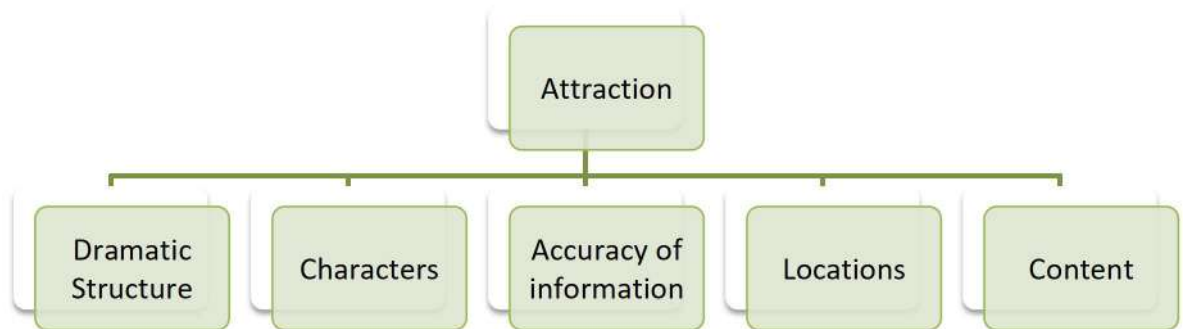 Attraction
Dramatic
Structure
Characters
Accuracy of
information
Locations
Content